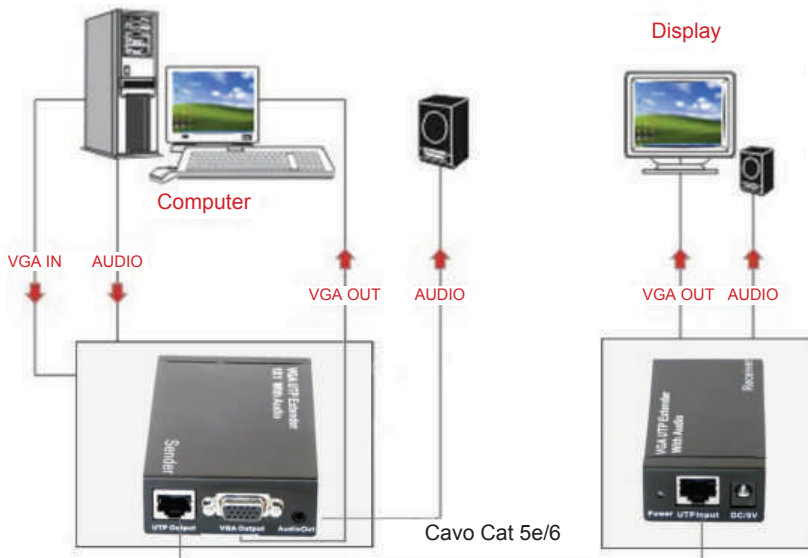 Display
Computer
VGA IN
AUDIO
VGA OUT
AUDIO
VGA OUT
AUDIO
VGA UTP Extender
1X1 With Audio
Sender
UTP Output
VGA Output
AudioOut
Cavo Cat 5e/6
Receiver
VGA UTP Extender
With Audio
Power
UTP Input
DC/5V